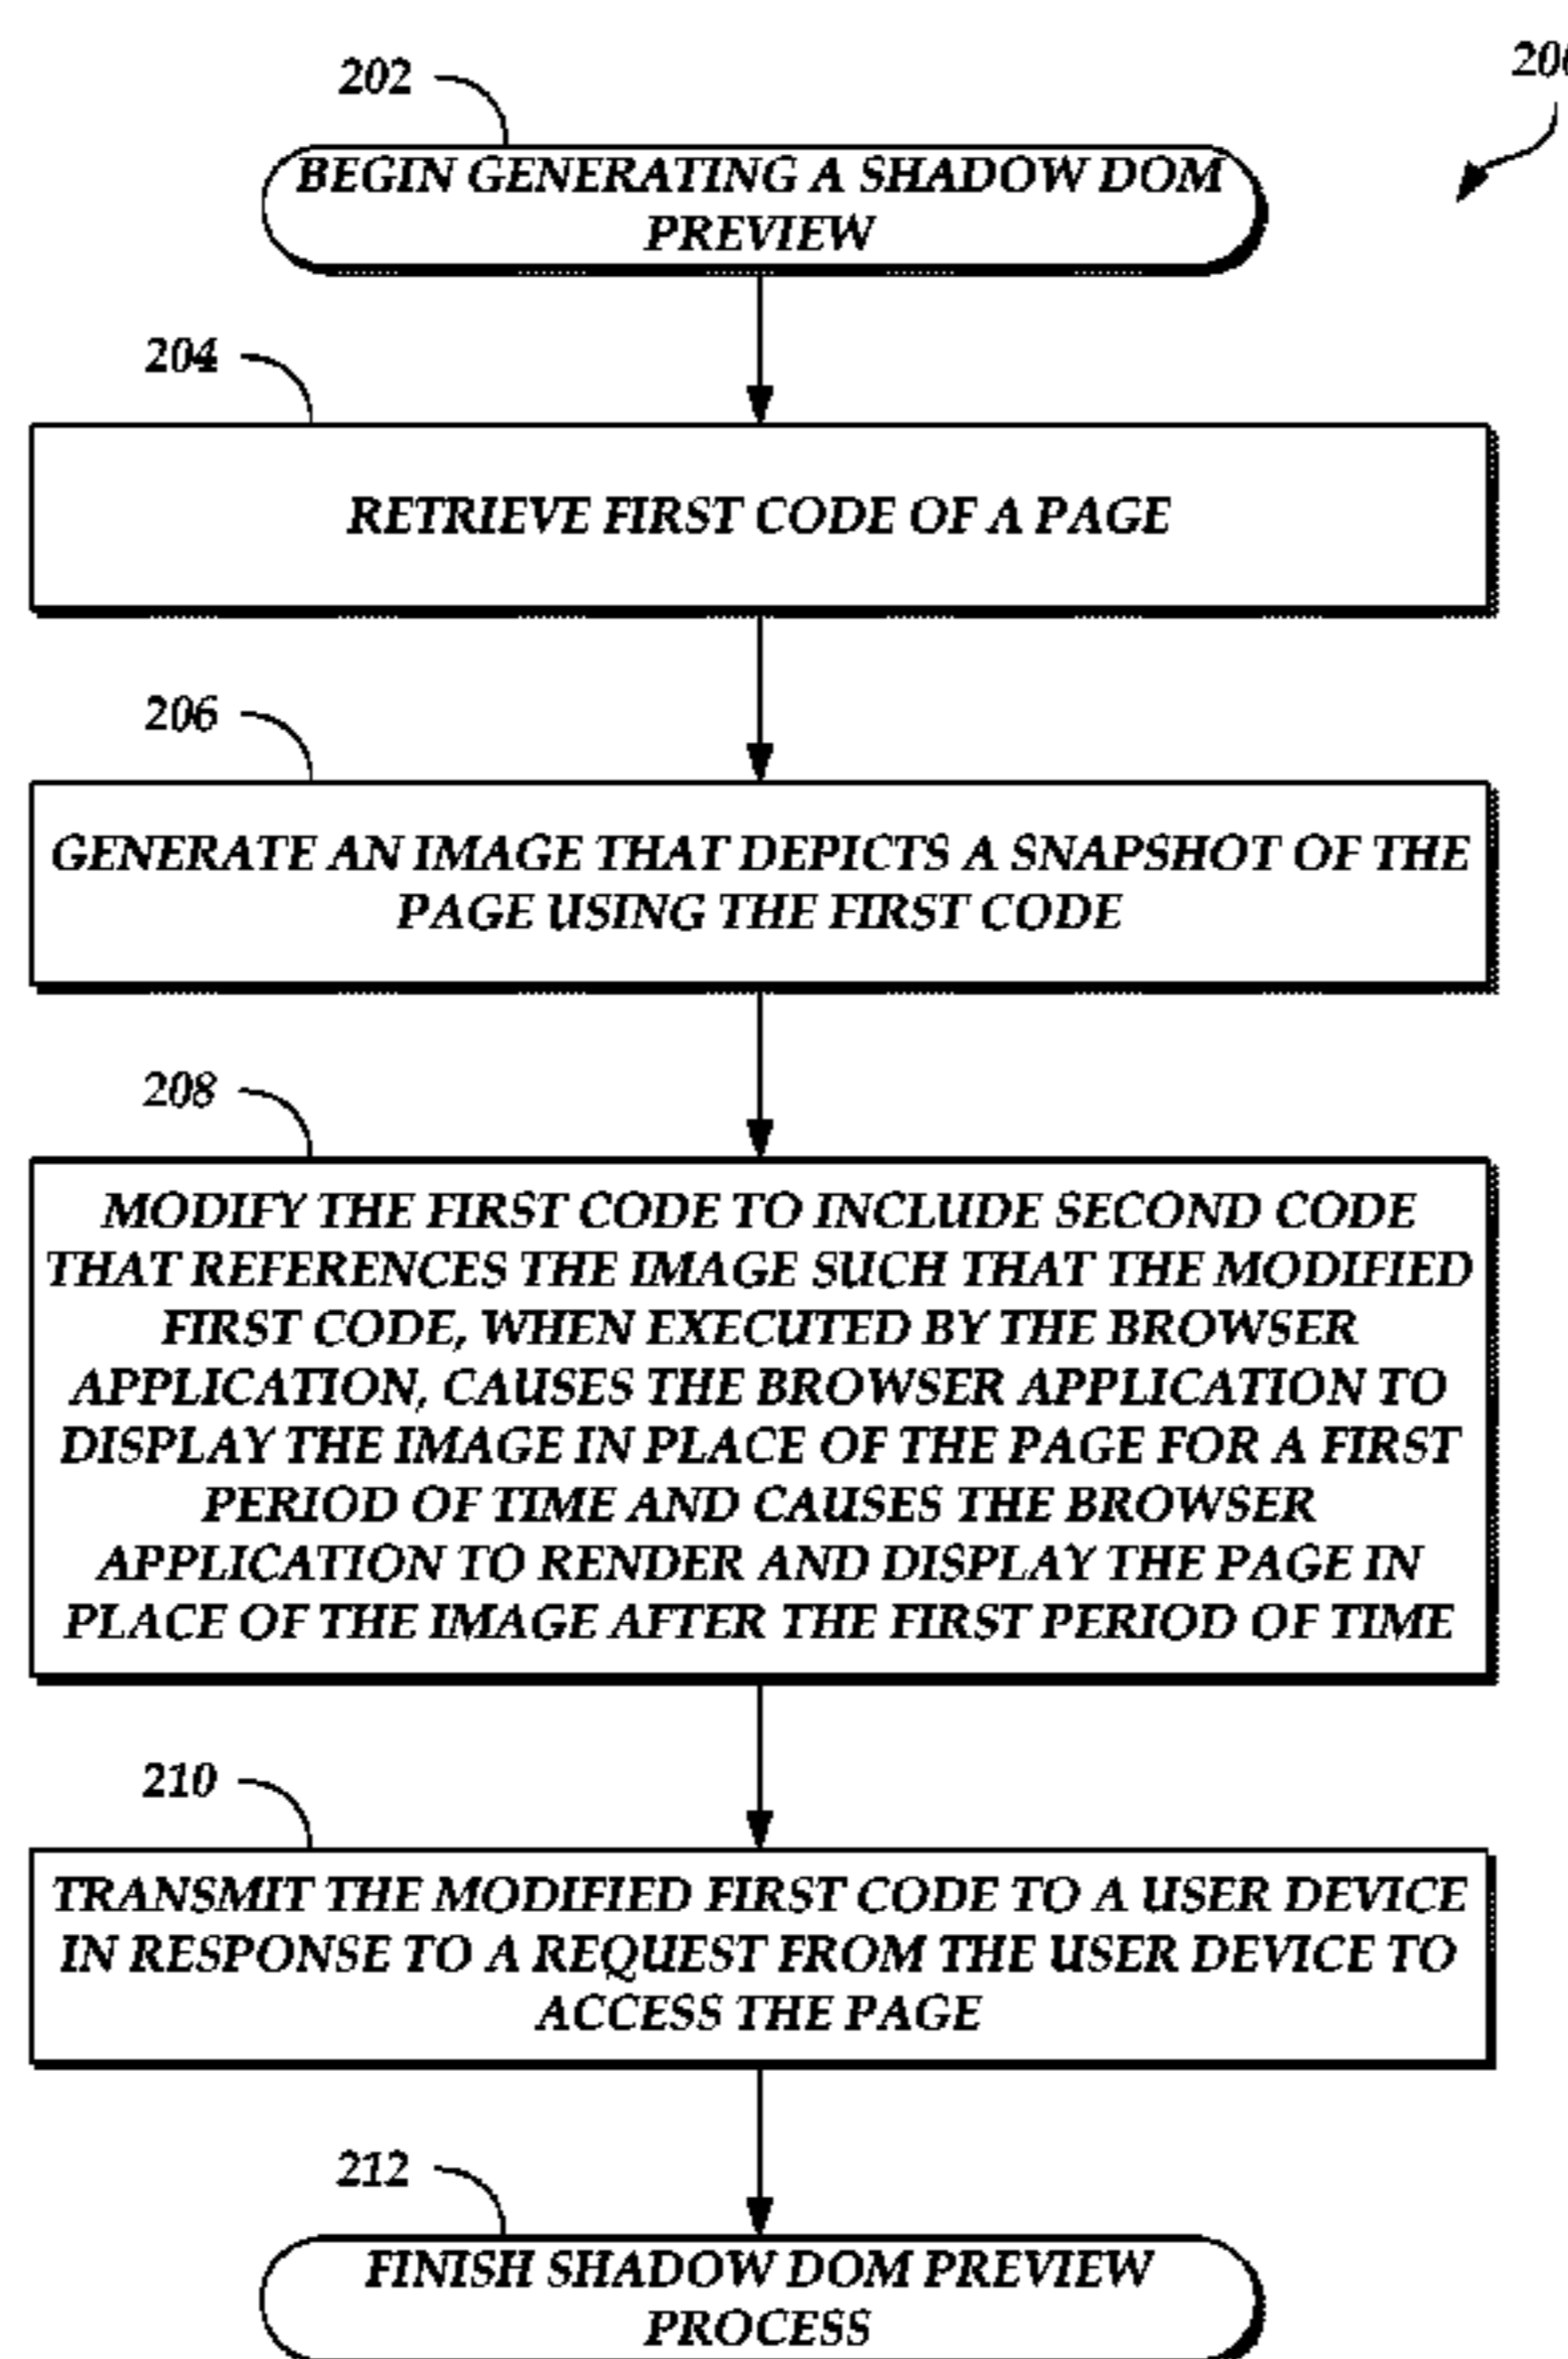 202
BEGIN GENERATING A SHADOW DOM
PREVIEW
204
RETRIEVE FIRST CODE OF A PAGE
206
GENERATE AN IMAGE THAT DEPICTS A SNAPSHOT OF THE
PAGE USING THE FIRST CODE
208
MODIFY THE FIRST CODE TO INCLUDE SECOND CODE
THAT REFERENCES THE IMAGE SUCH THAT THE MODIFIED
FIRST CODE, WHEN EXECUTED BY THE BROWSER
APPLICATION, CAUSES THE BROWSER APPLICATION TO
DISPLAY THE IMAGE IN PLACE OF THE PAGE FOR A FIRST
PERIOD OF TIME AND CAUSES THE BROWSER
APPLICATION TO RENDER AND DISPLAY THE PAGE IN
PLACE OF THE IMAGE AFTER THE FIRST PERIOD OF TIME
210
TRANSMIT THE MODIFIED FIRST CODE TO A USER DEVICE
IN RESPONSE TO A REQUEST FROM THE USER DEVICE TO
ACCESS THE PAGE
212
FINISH SHADOW DOM PREVIEW
PROCESS